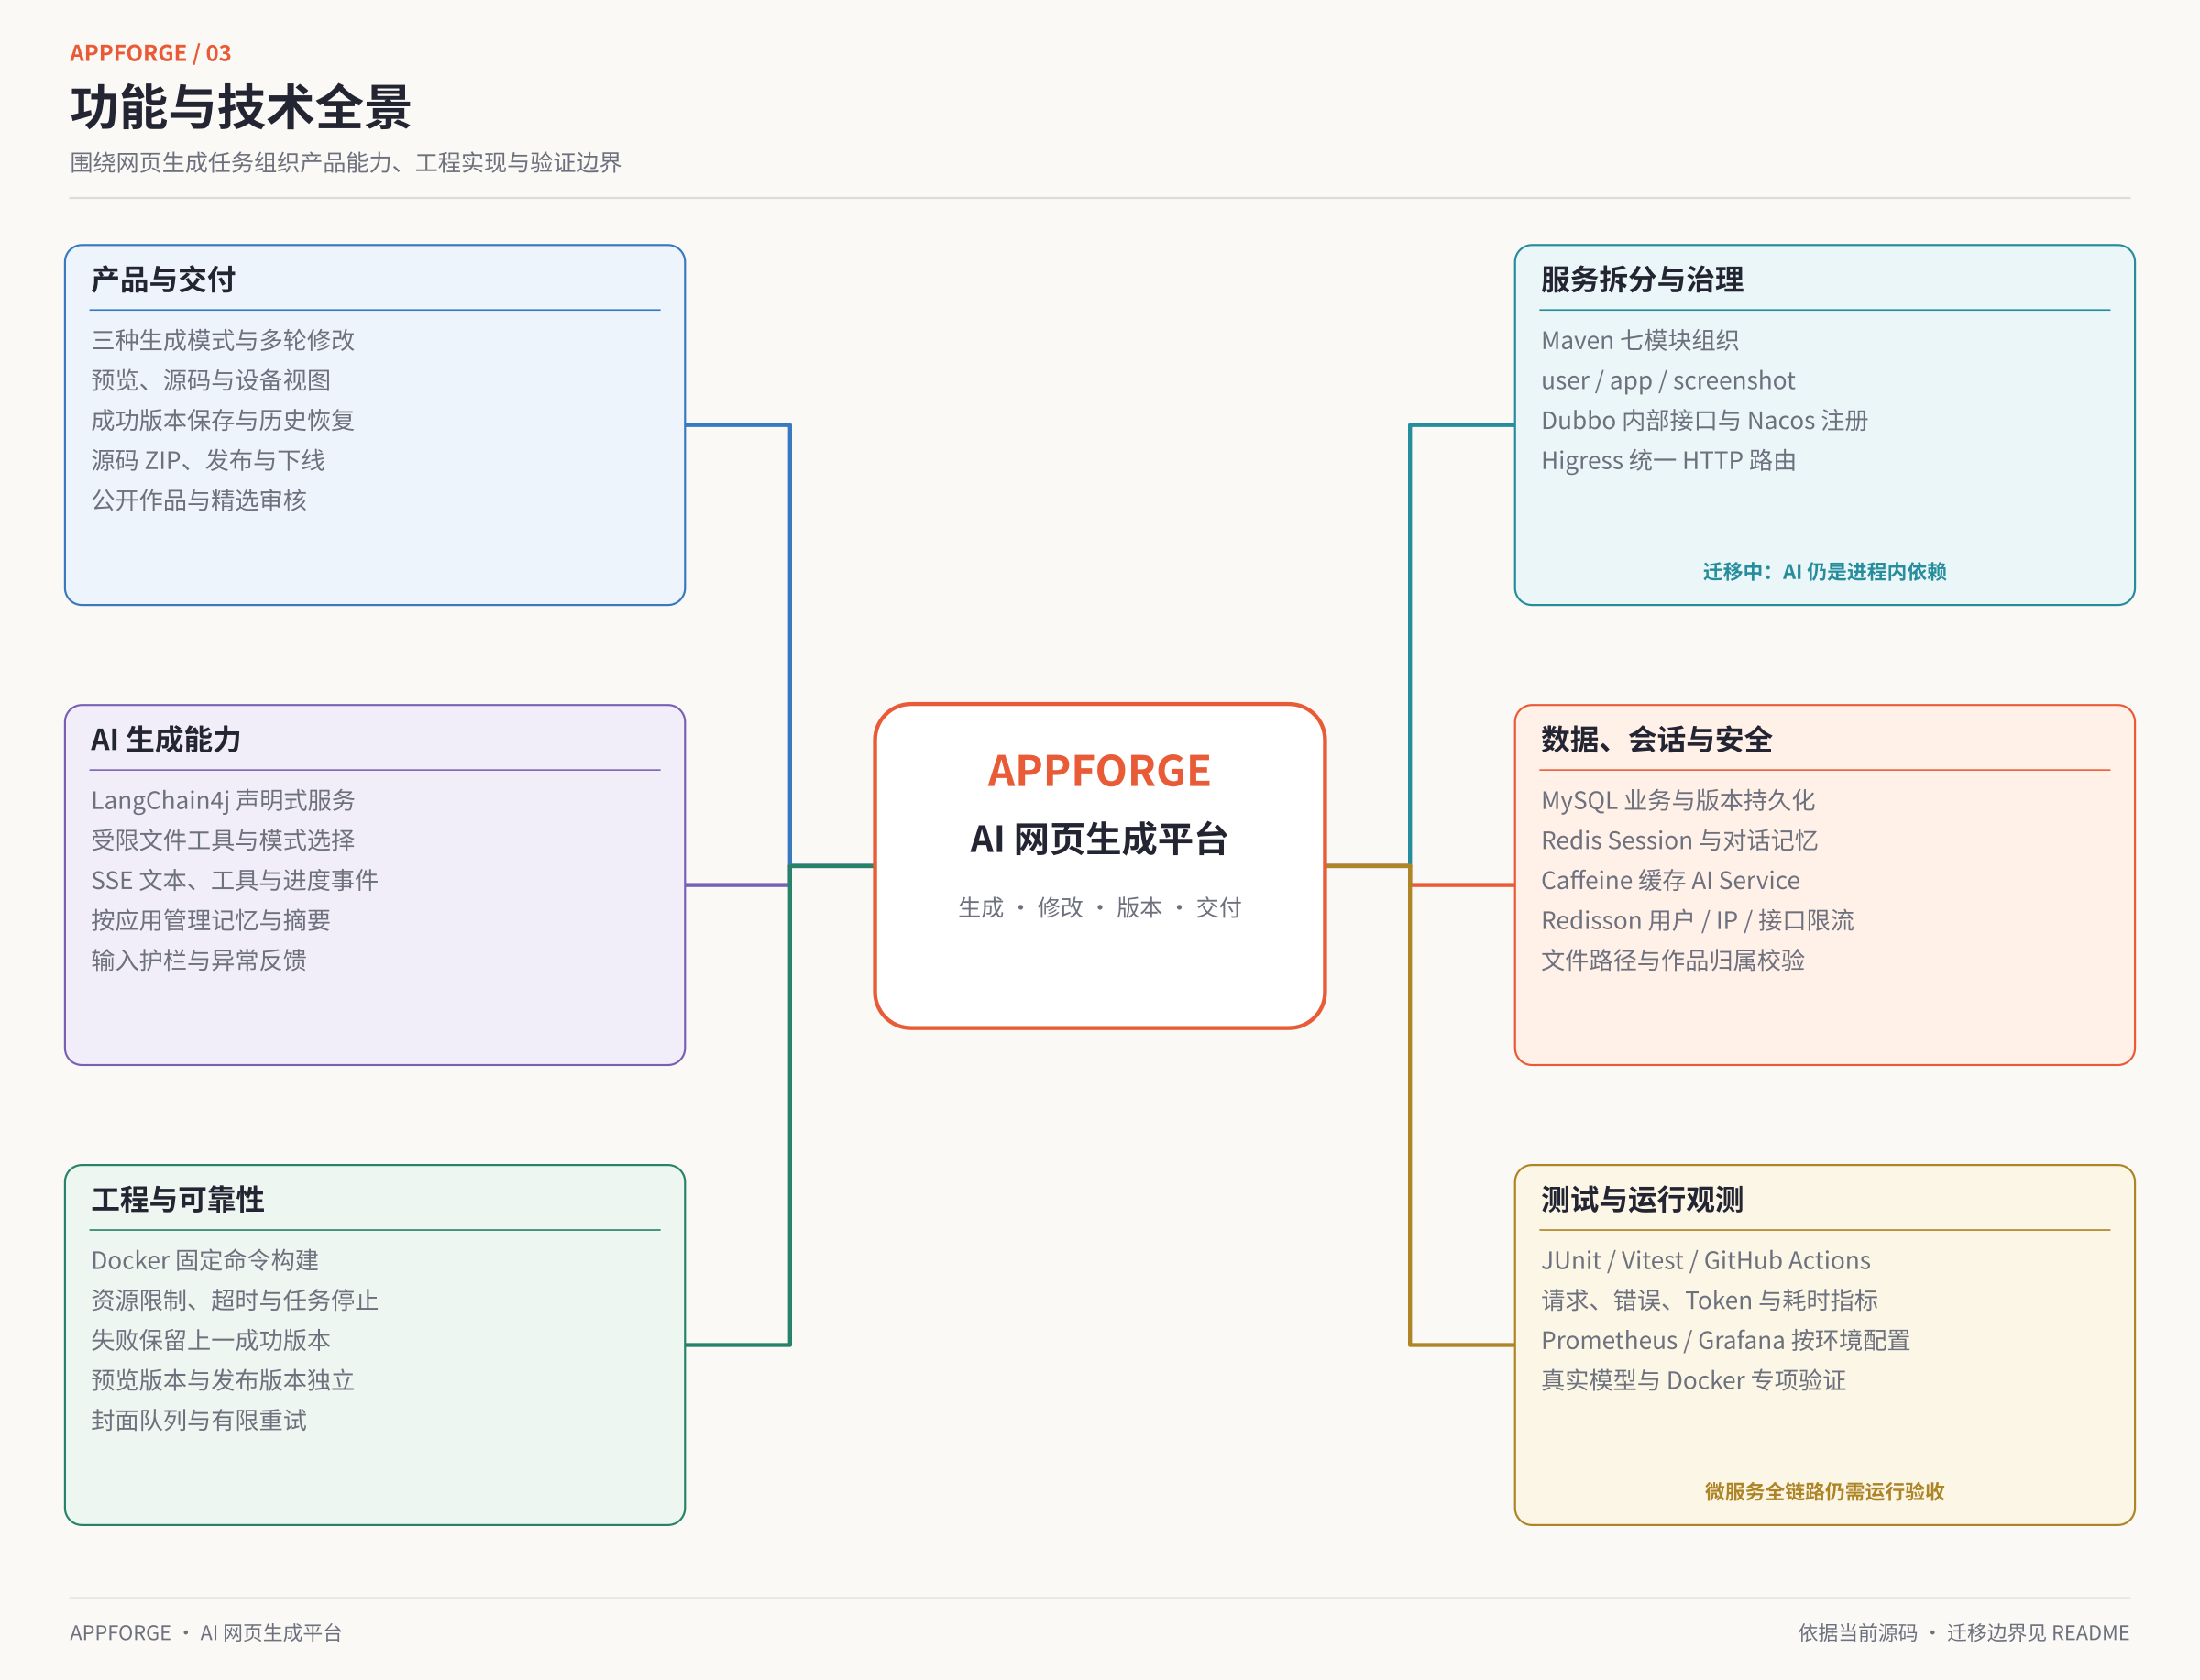 APPFORGE / 03
功能与技术全景
围绕网页生成任务组织产品能力、工程实现与验证边界
产品与交付
三种生成模式与多轮修改
预览、源码与设备视图
成功版本保存与历史恢复
源码 ZIP、发布与下线
公开作品与精选审核
AI 生成能力
LangChain4j 声明式服务
受限文件工具与模式选择
SSE 文本、工具与进度事件
按应用管理记忆与摘要
输入护栏与异常反馈
工程与可靠性
Docker 固定命令构建
资源限制、超时与任务停止
失败保留上一成功版本
预览版本与发布版本独立
封面队列与有限重试
APPFORGE
AI 网页生成平台
生成 · 修改 · 版本 · 交付
服务拆分与治理
Maven 七模块组织
user / app / screenshot
Dubbo 内部接口与 Nacos 注册
Higress 统一 HTTP 路由
迁移中：AI 仍是进程内依赖
数据、会话与安全
MySQL 业务与版本持久化
Redis Session 与对话记忆
Caffeine 缓存 AI Service
Redisson 用户 / IP / 接口限流
文件路径与作品归属校验
测试与运行观测
JUnit / Vitest / GitHub Actions
请求、错误、Token 与耗时指标
Prometheus / Grafana 按环境配置
真实模型与 Docker 专项验证
微服务全链路仍需运行验收
APPFORGE · AI 网页生成平台
依据当前源码 · 迁移边界见 README